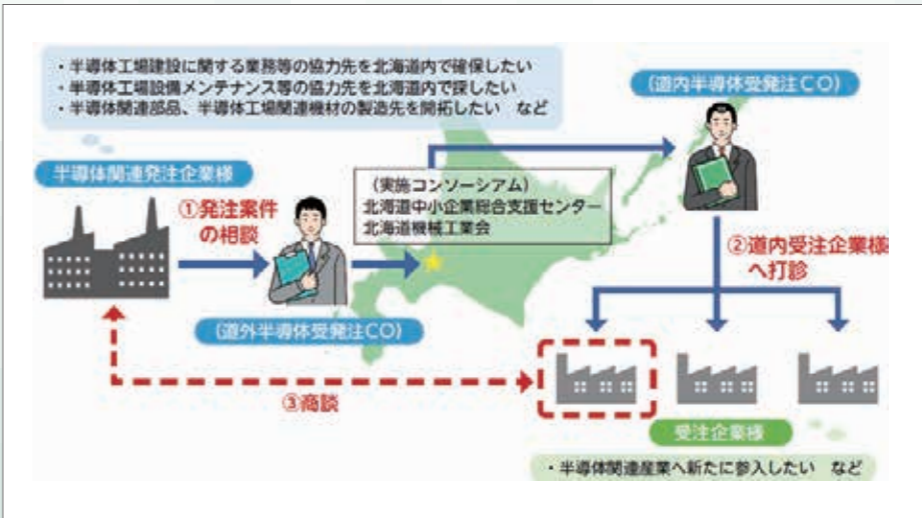 ・半導体工場建設に関する業務等の協力先を北海道内で確保したい
・半導体工場設備メンテナンス等の協力先を北海道内で探したい
・半導体関連部品、半導体工場関連機材の製造先を開拓したい　など
（道内半導体受発注CO）
半導体関連発注企業様
①発注案件
の相談
（実施コンソーシアム）
北海道中小企業総合支援センター
北海道機械工業会
②道内受注企業様
へ打診
（道外半導体受発注CO）
③商談
受注企業様
・半導体関連産業へ新たに参入したい　など